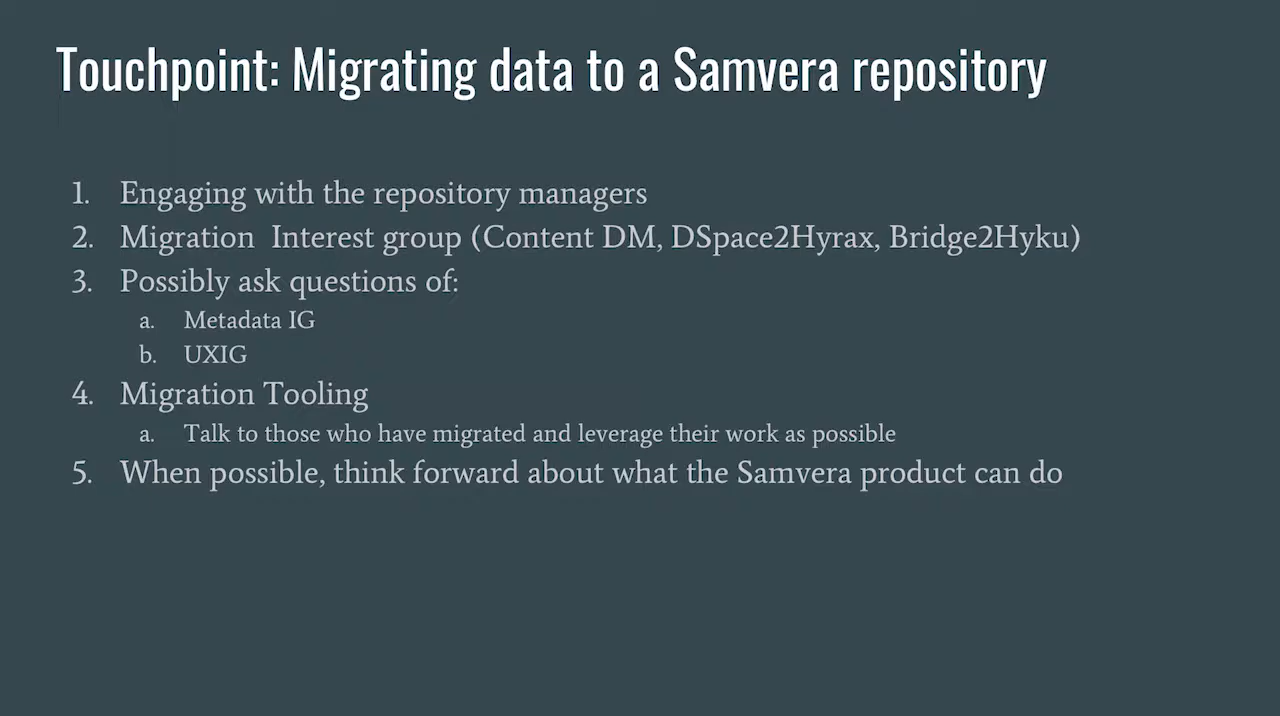 Touchpoint: Migrating data to a Samvera repository
1. Engaging with the repository managers
2. Migration  Interest group (Content DM, DSpace2Hyrax, Bridge2Hyku)
3. Possibly ask questions of:
a. Metadata IG
b. UXIG
4. Migration Tooling
a. Talk to those who have migrated and leverage their work as possible
5. When possible, think forward about what the Samvera product can do